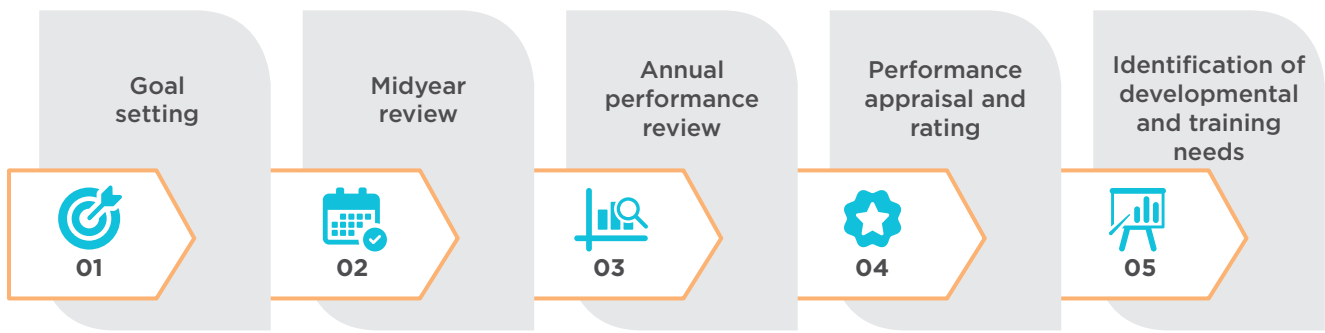 Goal
setting
01
Midyear
review
02
Annual
performance
review
03
Performance
appraisal and
rating
04
Identification of
developmental
and training
needs
05